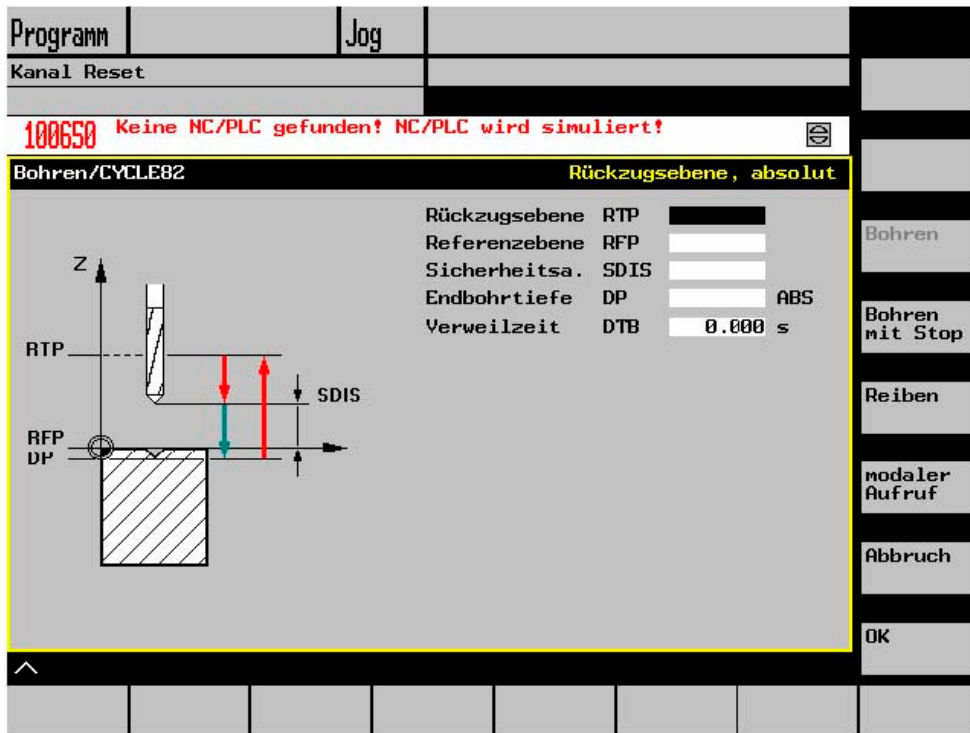 Programm
Jog
Kanal Reset
100650 Keine NC/PLC gefunden! NC/PLC wird simuliert!
Bohren/CYCLE82
Rückzugsebene, absolut
Rückzugsebene RTP
Referenzebene RFP
Sicherheitsa. SDIS
Endbohrtiefe DP ABS
Verweilzeit DTB 0.000 s
Z
RTP
SDIS
RFP
DP
Bohren
Bohren
mit Stop
Reiben
modaler
Aufruf
Abbruch
OK